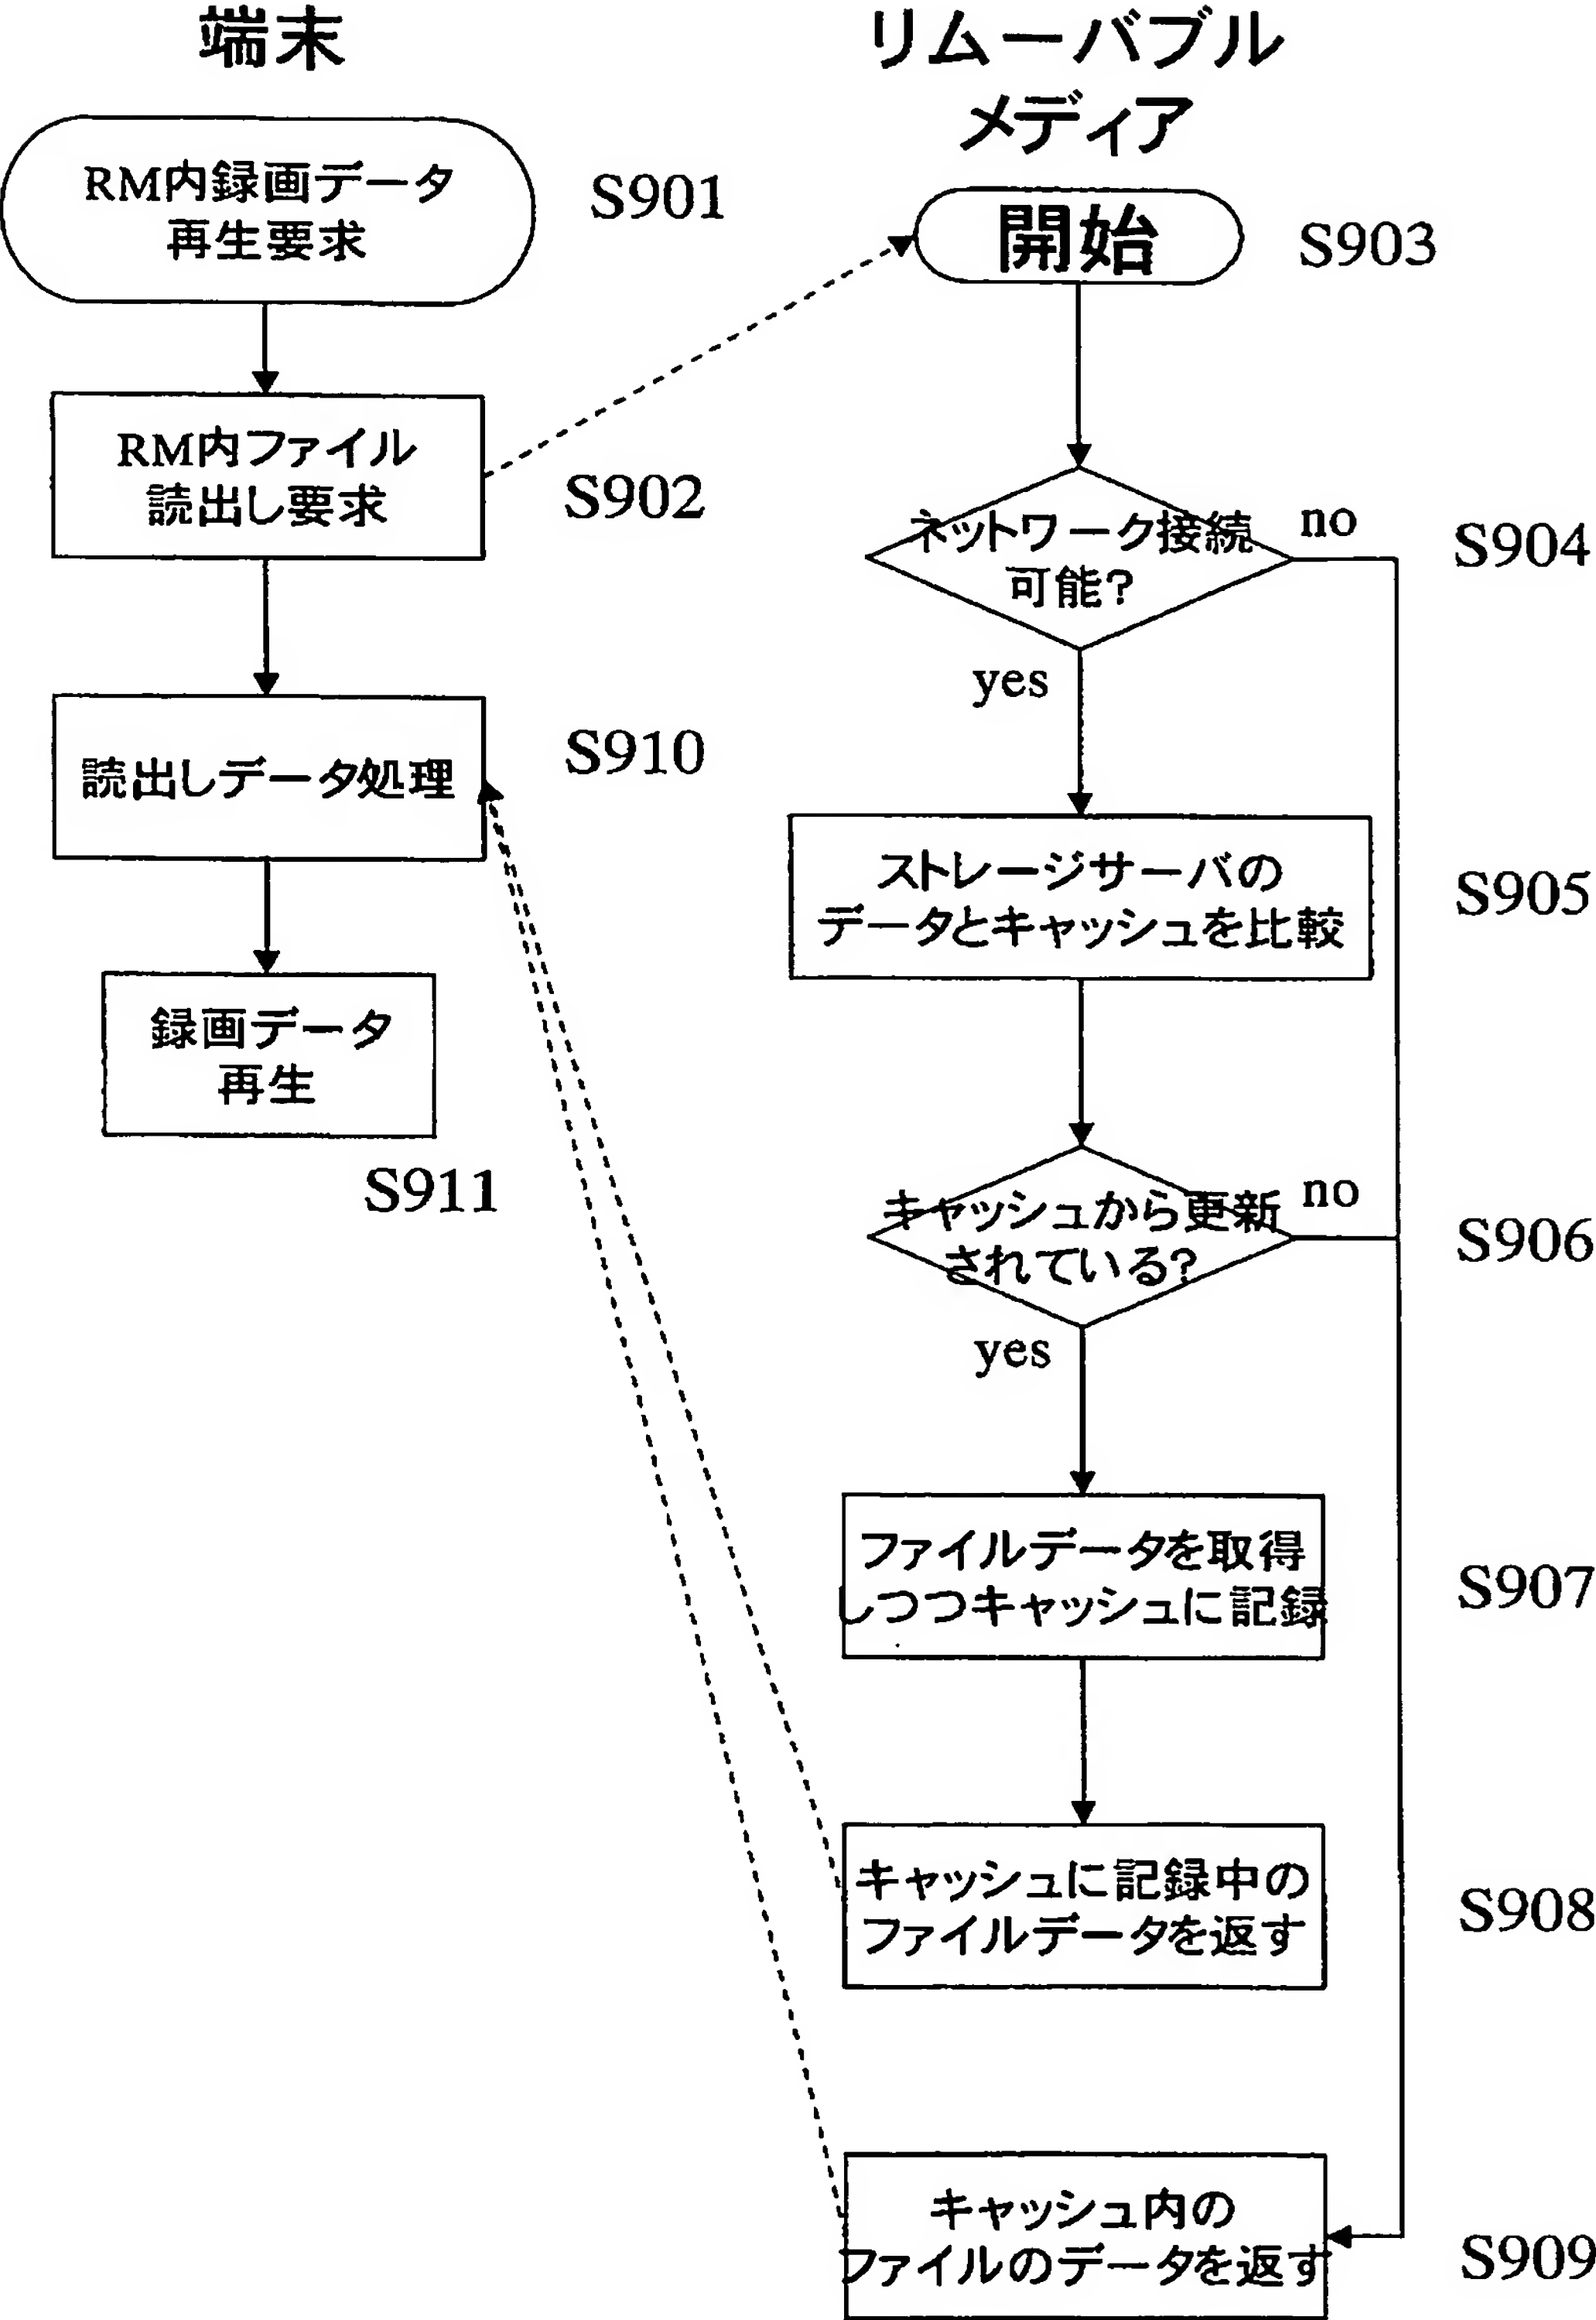 端末
RM内録画データ
再生要求
S901
RM内ファイル
読出し要求
S902
読出しデータ処理
S910
録画データ
再生
S911
リムーバブル
メディア
開始
S903
ネットワーク接続
可能?
no
S904
yes
ストレージサーバの
データとキャッシュを比較
S905
キャッシュから更新
されている?
no
S906
yes
ファイルデータを取得
しつつキャッシュに記録
S907
キャッシュに記録中の
ファイルデータを返す
S908
キャッシュ内の
ファイルのデータを返す
S909